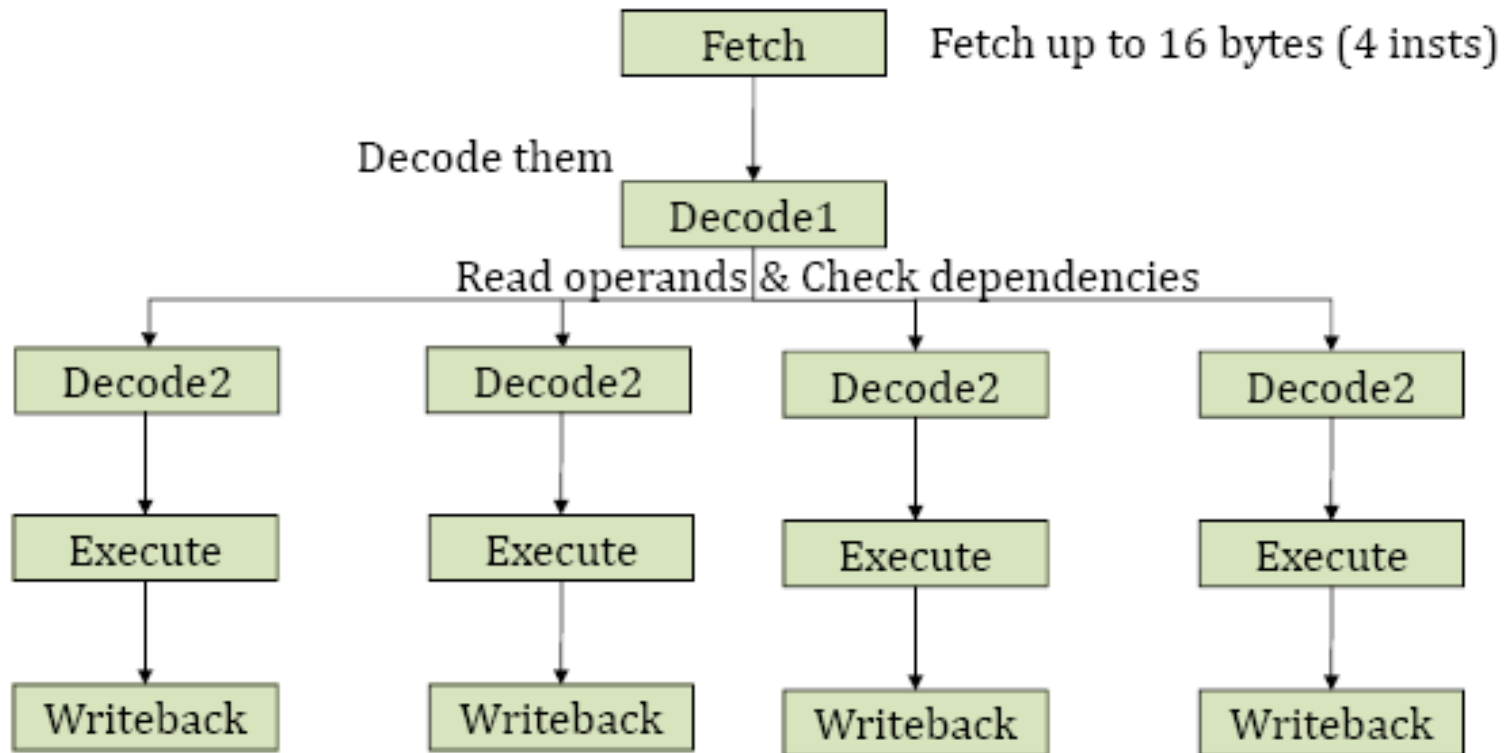 Fetch
Fetch up to 16 bytes (4 insts)
Decode them
Decode1
Read operands & Check dependencies
Decode2
Decode2
Decode2
Decode2
Execute
Execute
Execute
Execute
Writeback
Writeback
Writeback
Writeback